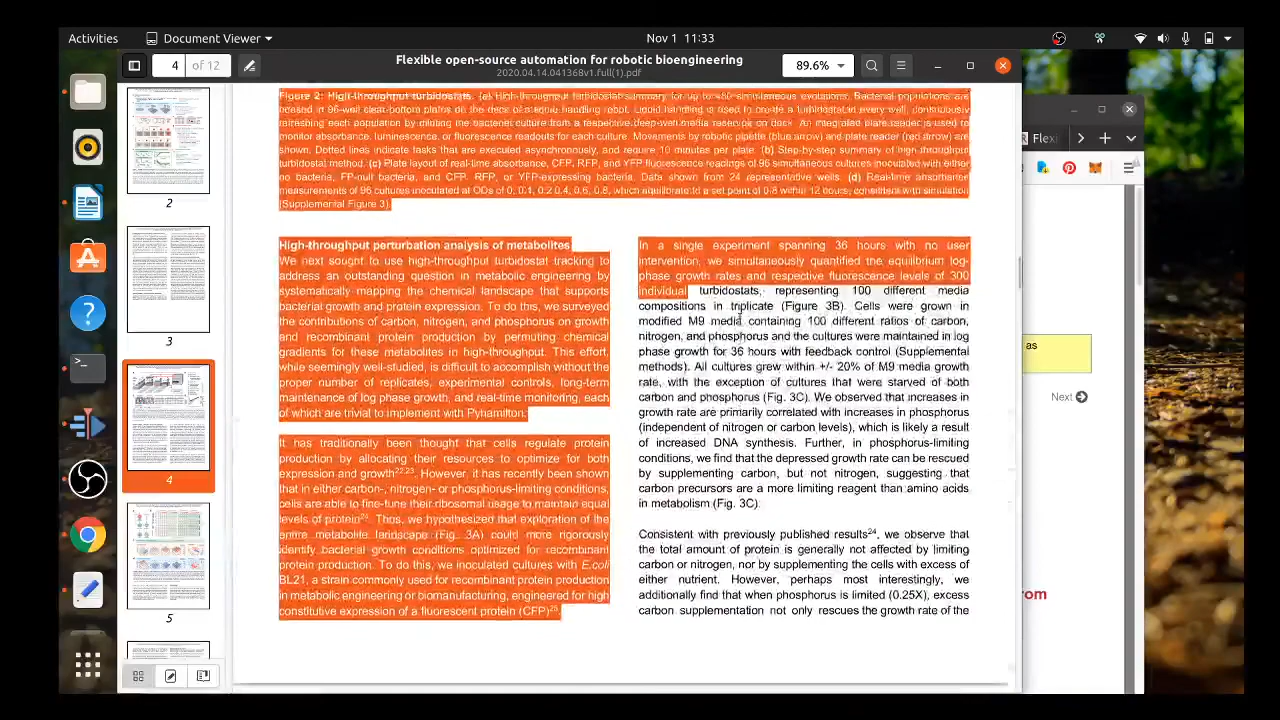 Activities
Document Viewer
Nov 1 11:33
4 of 12
Flexible open-source automation for robotic bioengineering
2020.04.14.041368v1.full(1).pdf
89.6%
2
3
4
5
Figure 2: High-throughput turbidostats. (a) High-throughput turbidostat summary for up to 480 simultaneous evolutions. Bacterial populations are
housed in 96-well clear-bottom plates on the deck of a liquid handling robot. Liquid handling is used to create a turbidostat in every well, continuously
refreshing each population by diluting the bacterial culture from a respective deep-well media reservoir on deck. An integrated plate reader is used to
monitor absorbance, luminescence, or fluorescence readouts for each culture. Movements by robotic pipette (blue arrow) and plate reader (red arrow) are
shown. Dotted lines indicate tasks that are executed asynchronously, and require 10 minutes per plate. (b) Step-by-step summary of high-throughput
turbidostat method. (c) Plate layout of real-time absorbance, CFP, RFP, and YFP fluorescence readings of 96 simultaneous cultures inoculated with either
no bacteria, FP-null bacteria, and CFP, RFP, or YFP-expressing bacteria. Data shown from 24 representative wells. (d) Real-time absorbance
measurements of 96 cultures inoculated at ODs of 0, 0.1, 0.2 0.4, 0.6, 0.8, which equilibrate to a set point of 0.8 within 12 hours, consistent with simulation
(Supplemental Figure 3).
High-throughput perturbation analysis of metabolites
We next sought to use high-throughput turbidostat tracking to
address an outstanding question in metabolic engineering by
systematically mapping the chemical landscape that supports
bacterial growth and protein expression. To do this, we surveyed
the contributions of carbon, nitrogen, and phosphorus on growth
and recombinant protein production by permuting chemical
gradients for these metabolites in high-throughput. This effort,
while seemingly well-studied, is difficult to accomplish without the
proper number of replicates, experimental controls, long-term
maintenance of log phase growth, and real-time monitoring, each
of which are trivial to implement with Pyhamilton.
It has traditionally been thought that cells regulate protein
production by allocating their resources to optimize for both
expression and growth22,23. However, it has recently been shown
that in either carbon-, nitrogen- or phosphorus-limiting conditions,
cells are able to fine-tune their ribosomal usage to maintain equal
levels of protein24. Thus, we hypothesized that exploration of the
entire metabolite landscape (Fig. 3A) could more rigorously
identify bacterial growth conditions optimized for recombinant
protein production. To do this, we inoculated cultures with E.coli
BL21, a strain commonly used for recombinant protein production
in metabolic engineering or biomanufacturing, engineered for high
constitutive expression of a fluorescent protein (CFP)25.
In a single experiment spanning 36 hours with no user
intervention, we simultaneously quantified the equilibrium log-
phase growth rates and respective fluorescence levels of 300
individual turbidostats, representing 100 different media
compositions in triplicate (Figure 3B). Cells were grown in
modified M9 media containing 100 different ratios of carbon,
nitrogen, and phosphorus and the cultures were maintained in log
phase growth for 36 hours with feedback control (Supplemental
methods). All cultures grew within +/- 20% of M9 media growth
rate, with the exception of cultures that were starved of both
carbon and phosphorus (Fig. 3C). We observed that increases in
growth rate are primarily correlated with increases in phosphorus
(independent of nitrogen or carbon levels), which is likely a result
of increased DNA synthesis. Further, in phosphorus-limiting
conditions, we find that the depressed growth rate can be rescued
by supplementing carbon, but not nitrogen, suggesting that
carbon precursors are a more limiting reagent than amino acids
in metabolism (Fig. 3C).
Consistent with previously published results24, we observe that
the total amount of protein is generally not affected by limiting
carbon or nitrogen, nor by supplementing the cells with excess of
either nutrient. However, perhaps most interestingly, we
additionally find that when phosphorus is limited (0.25X), excess
carbon supplementation not only rescues the growth rate of the
Flexi
as
Next
rom